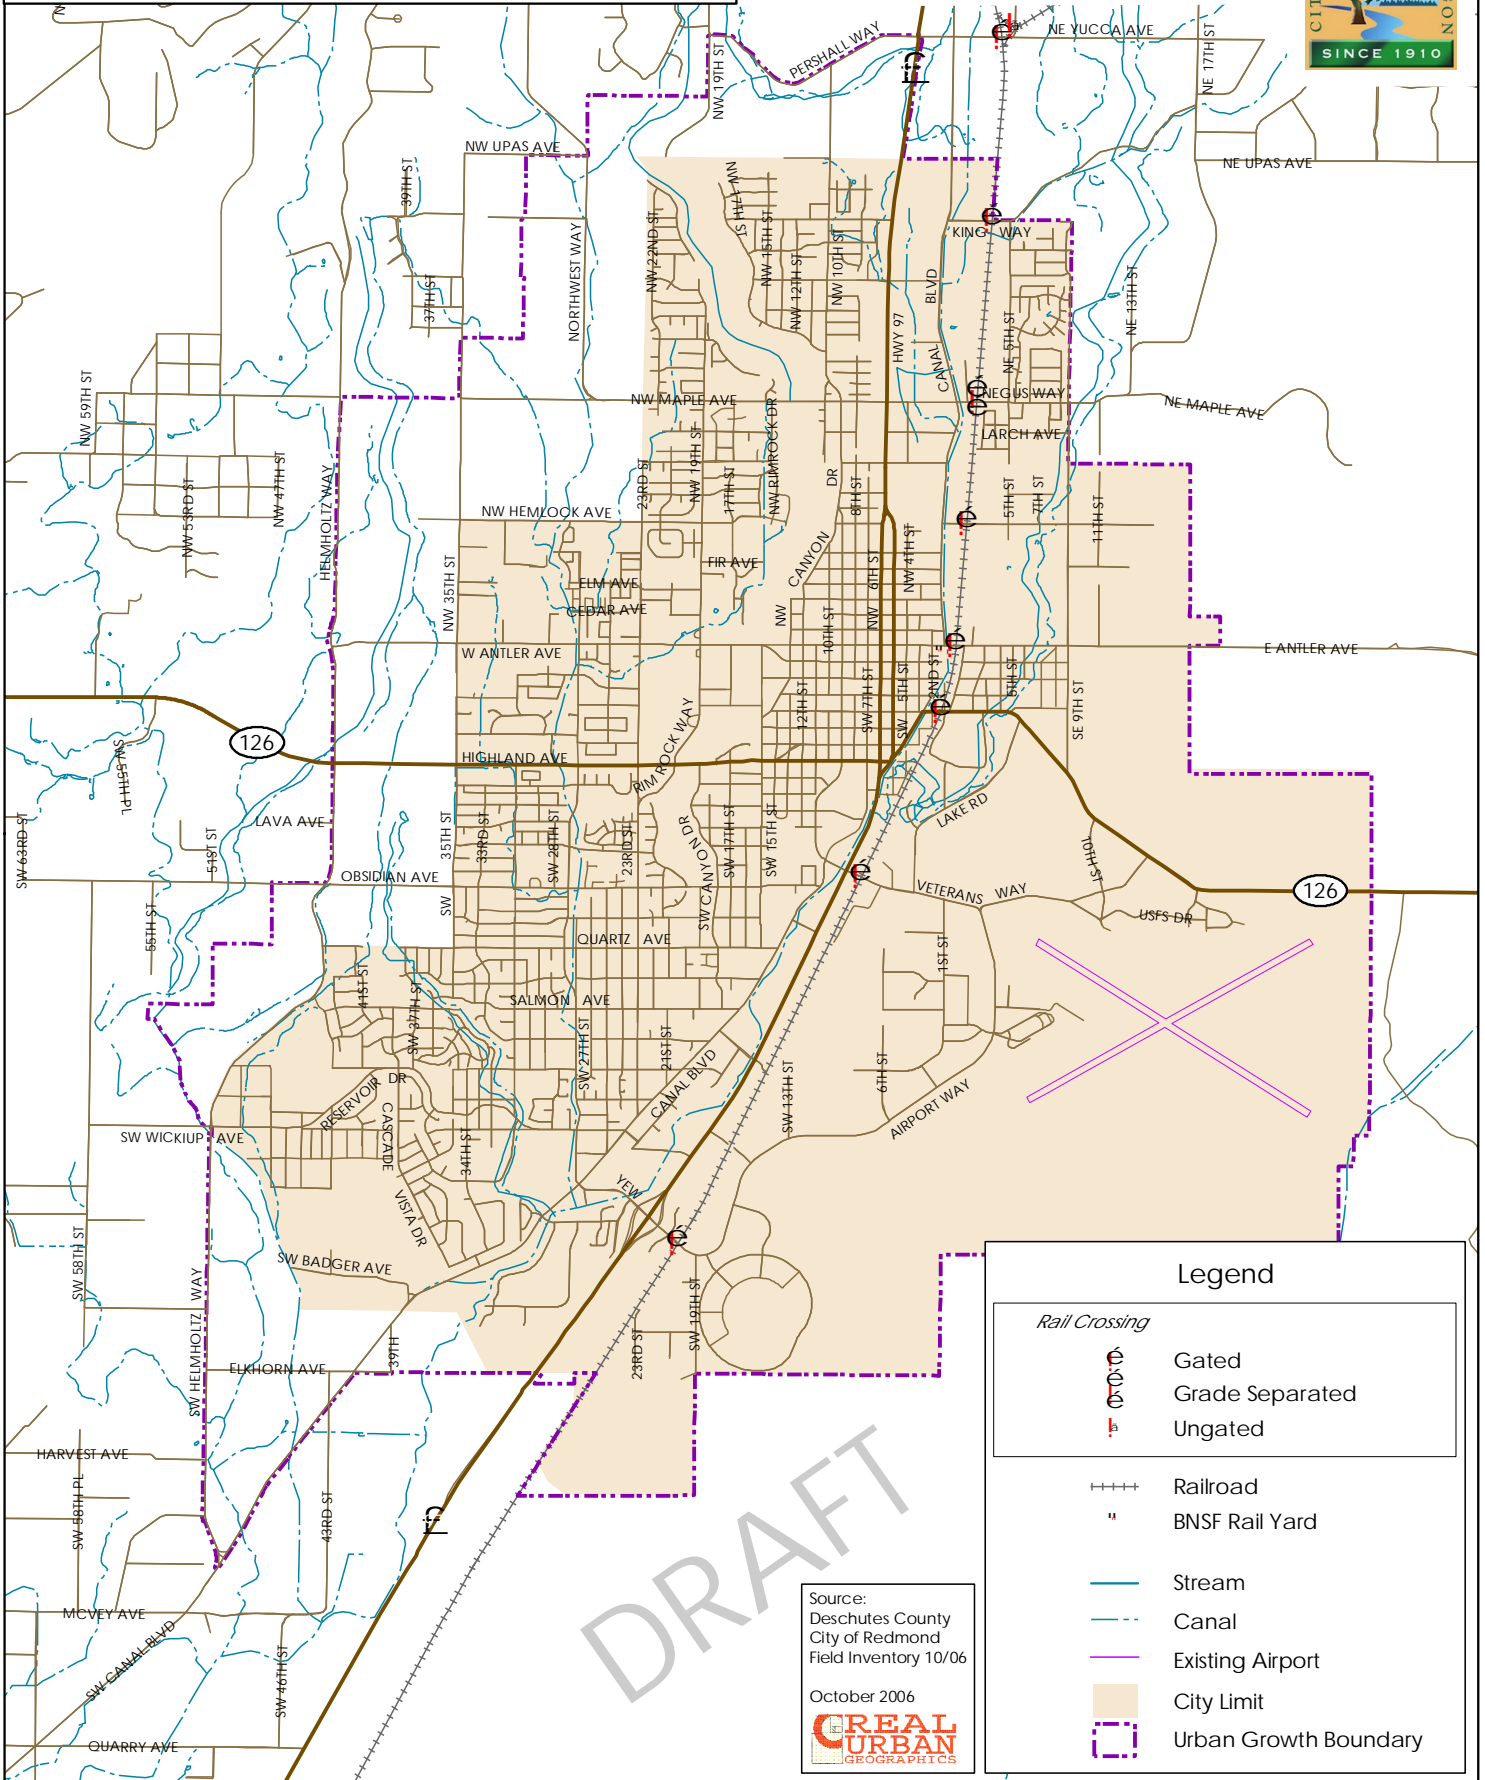 SINCE 1910
NE YUCCA AVE
NE 17TH ST
PERSHALL WAY
NW 19TH ST
NW UPAS AVE
NE UPAS AVE
39TH ST
NW 17TH ST
NW 22ND ST
NW 15TH ST
NW 10TH ST
KING WAY
NORTHWEST WAY
37TH ST
NW 12TH ST
BLVD
NE 13TH ST
HWY 97
NE 5TH ST
CANAL
NW 59TH ST
NW MAPLE AVE
NEGUS WAY
NE MAPLE AVE
NW RIMROCK DR
LARCH AVE
NW 19TH ST
NW 47TH ST
HELMHOLTZ WAY
23RD ST
17TH ST
DR
8TH ST
5TH ST
7TH ST
11TH ST
NW 53RD ST
NW HEMLOCK AVE
NW 35TH ST
FIR AVE
CANYON
NW 4TH ST
6TH ST
ELM AVE
CEDAR AVE
NW
10TH ST
NW
W ANTLER AVE
E ANTLER AVE
2ND ST
5TH ST
5TH ST
SW 7TH ST
SW
12TH ST
SE 9TH ST
RIM ROCK WAY
126
HIGHLAND AVE
SW 55TH PL
LAKE RD
LAVA AVE
SW 63RD ST
51ST ST
35TH ST
33RD ST
SW 28TH ST
23RD ST
SW CANYON DR
SW 17TH ST
SW 15TH ST
10TH ST
OBSIDIAN AVE
VETERANS WAY
126
SW
55TH ST
USFS DR
QUARTZ AVE
1ST ST
41ST ST
SW 37TH ST
SALMON AVE
SW 27TH ST
21ST ST
CANAL BLVD
SW 13TH ST
6TH ST
AIRPORT WAY
RESERVOIR DR
CASCADE
SW WICKIUP AVE
34TH ST
YEW
VISTA DR
SW 58TH ST
SW BADGER AVE
SW HELMHOLTZ WAY
SW 19TH ST
23RD ST
39TH
ELKHORN AVE
HARVEST AVE
SW 58TH PL
43RD ST
MCVEY AVE
SW CANAL BLVD
SW 46TH ST
QUARRY AVE
DRAFT
Source:
Deschutes County
City of Redmond
Field Inventory 10/06
October 2006
REAL
URBAN
GEOGRAPHICS
Legend
Rail Crossing
Gated
Grade Separated
Ungated
Railroad
BNSF Rail Yard
Stream
Canal
Existing Airport
City Limit
Urban Growth Boundary